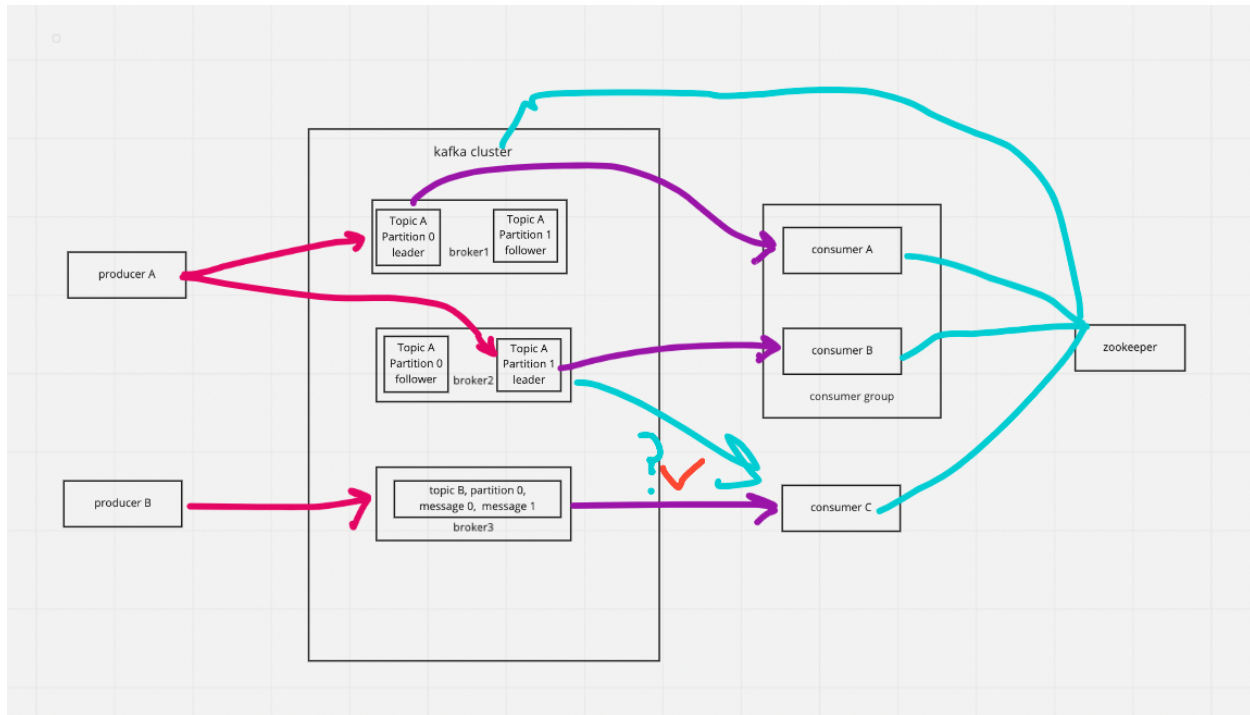 kafka cluster
Topic A
Partition 0
leader
broker1
Topic A
Partition 1
follower
producer A
Topic A
Partition 0
follower
broker2
Topic A
Partition 1
leader
producer B
topic B, partition 0,
message 0, message 1
broker3
?
consumer A
consumer B
consumer group
consumer C
zookeeper